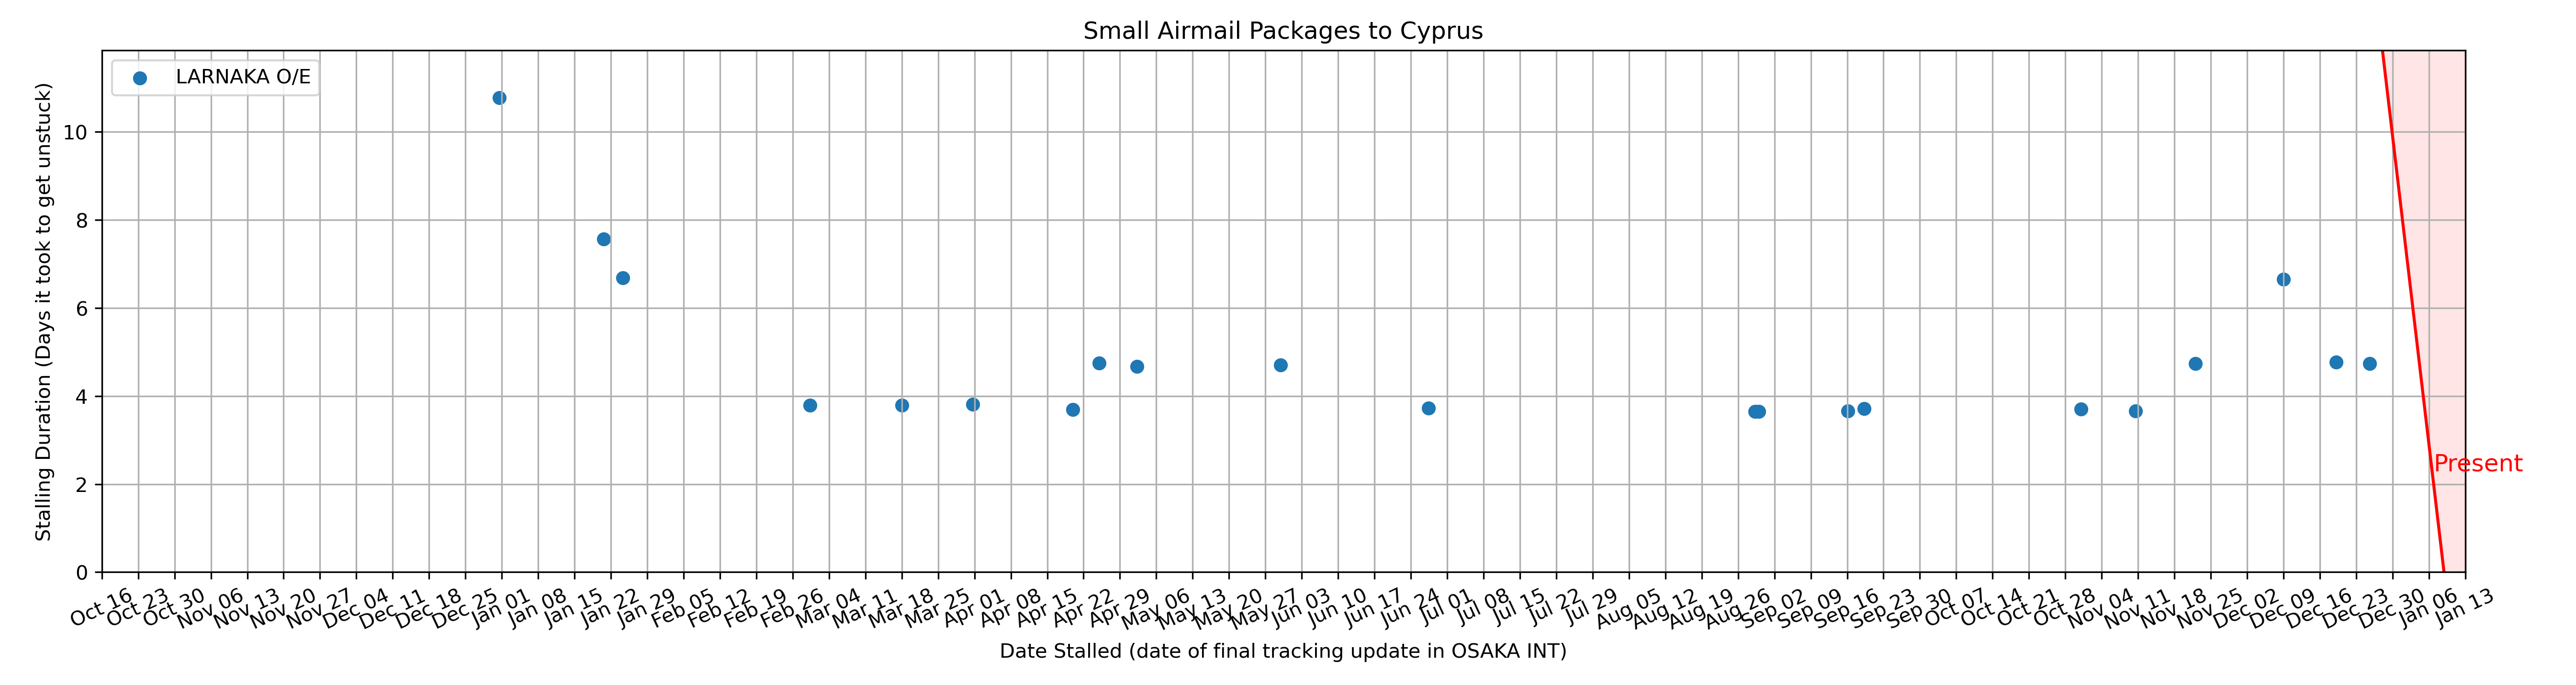 Small Airmail Packages to Cyprus
LARNAKA O/E
Stalling Duration (Days it took to get unstuck)
10
8
6
4
2
0
Present
Oct 16
Oct 23
Oct 30
Nov 06
Nov 13
Nov 20
Nov 27
Dec 04
Dec 11
Dec 18
Dec 25
Jan 01
Jan 08
Jan 15
Jan 22
Jan 29
Feb 05
Feb 12
Feb 19
Feb 26
Mar 04
Mar 11
Mar 18
Mar 25
Apr 01
Apr 08
Apr 15
Apr 22
Apr 29
May 06
May 13
May 20
May 27
Jun 03
Jun 10
Jun 17
Jun 24
Jul 01
Jul 08
Jul 15
Jul 22
Jul 29
Aug 05
Aug 12
Aug 19
Aug 26
Sep 02
Sep 09
Sep 16
Sep 23
Sep 30
Oct 07
Oct 14
Oct 21
Oct 28
Nov 04
Nov 11
Nov 18
Nov 25
Dec 02
Dec 09
Dec 16
Dec 23
Dec 30
Jan 06
Jan 13
Date Stalled (date of final tracking update in OSAKA INT)